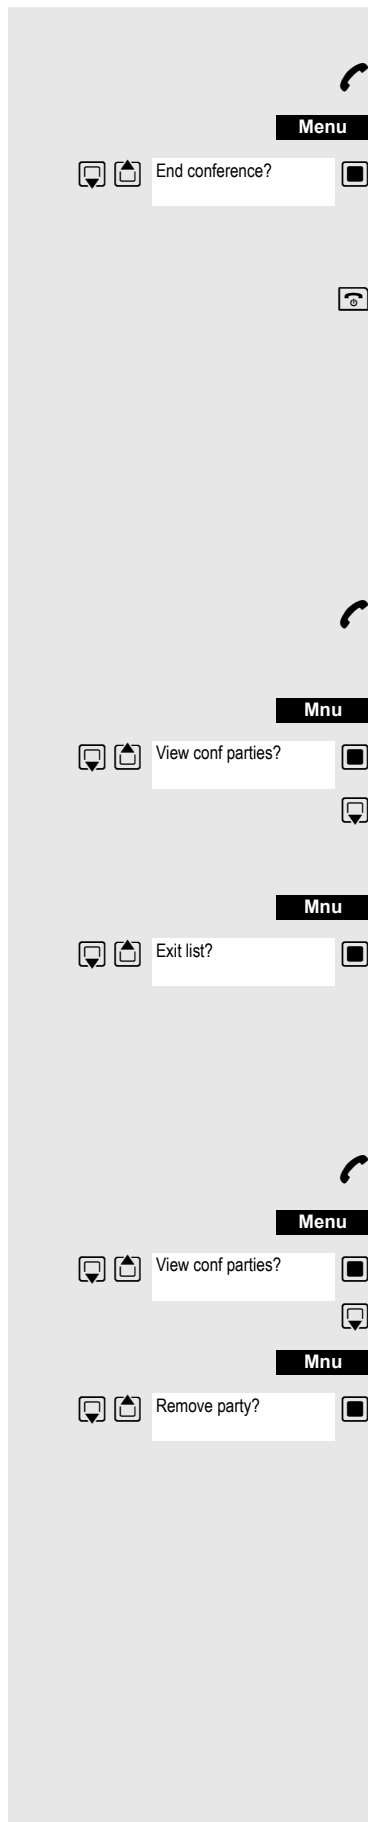 Menu
End conference?
Mnu
View conf parties?
Mnu
Exit list?
Menu
View conf parties?
Mnu
Remove party?